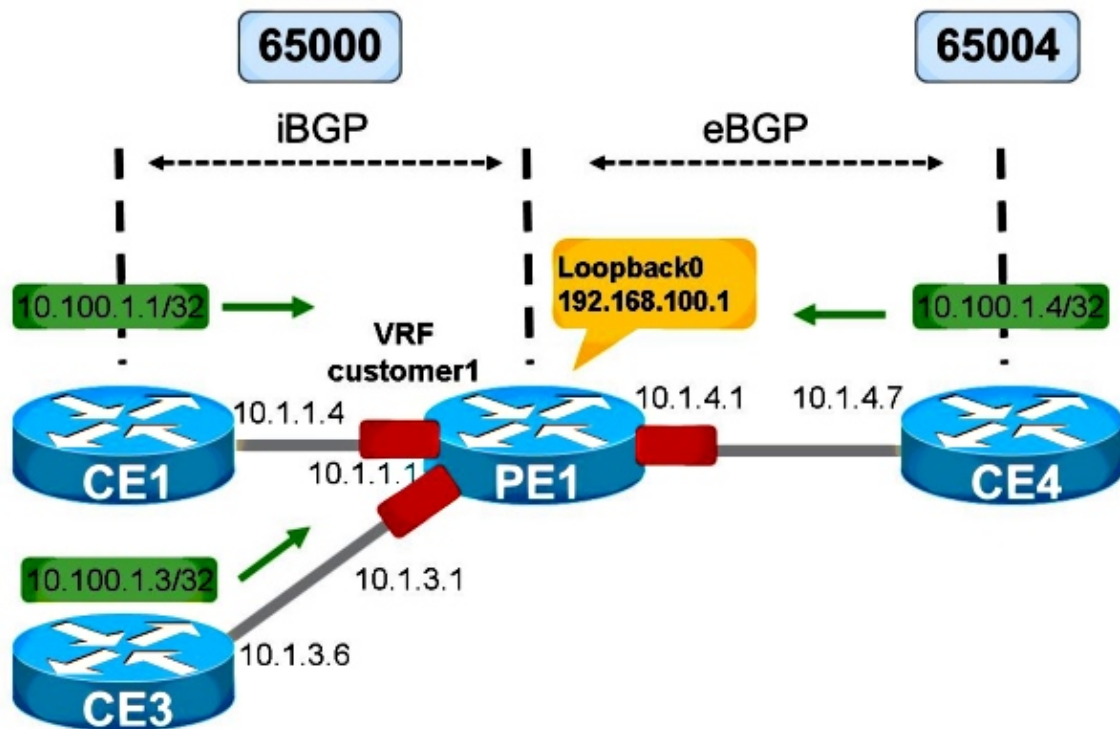 65000
65004
iBGP
eBGP
Loopback0
192.168.100.1
10.100.1.1/32
10.100.1.4/32
VRF
customer1
10.1.1.4
10.1.4.1
10.1.4.7
10.1.1.1
CE1
PE1
CE4
10.100.1.3/32
10.1.3.1
10.1.3.6
CE3